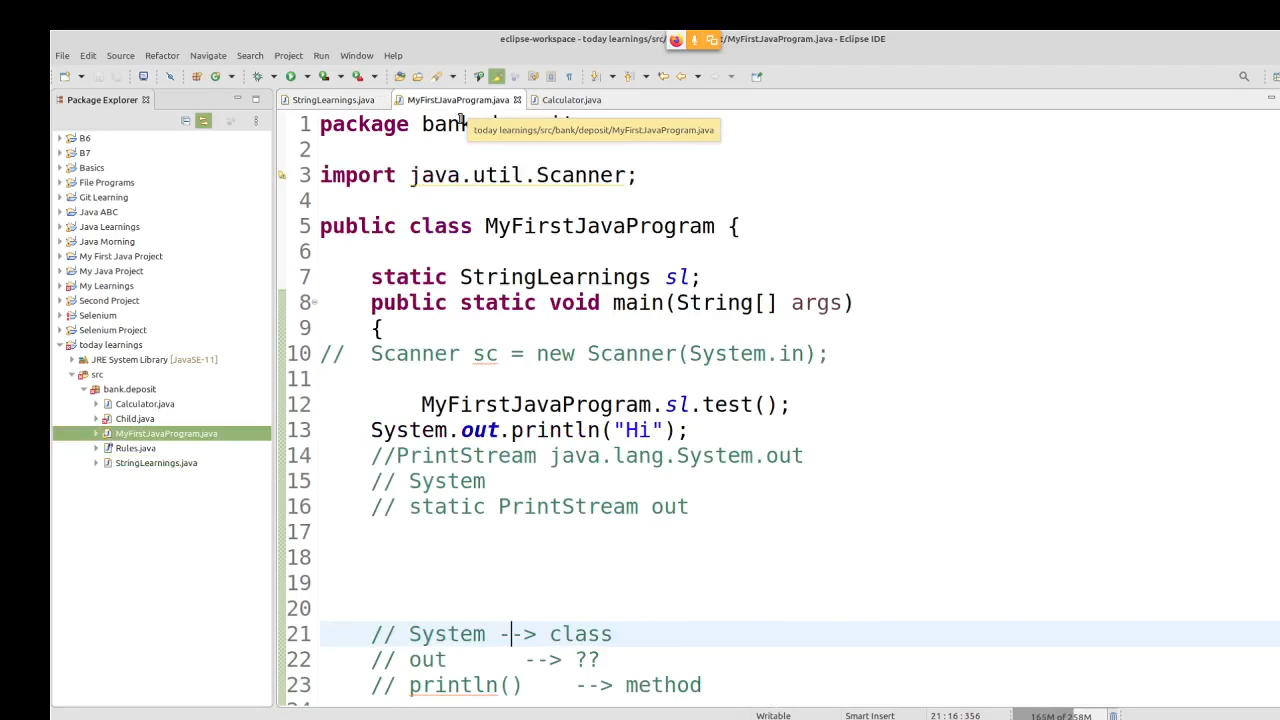 eclipse-workspace - today learnings/src/ t/MyFirstJavaProgram.java - Eclipse IDE
File Edit Source Refactor Navigate Search Project Run Window Help
Package Explorer
StringLearnings.java MyFirstJavaProgram.java Calculator.java
today learnings/src/bank/deposit/MyFirstJavaProgram.java
B6
B7
Basics
File Programs
Git Learning
Java ABC
Java Learnings
Java Morning
My First Java Project
My Java Project
My Learnings
Second Project
Selenium
Selenium Project
today learnings
JRE System Library [JavaSE-11]
src
bank.deposit
Calculator.java
Child.java
MyFirstJavaProgram.java
Rules.java
StringLearnings.java
1 package bank
2
3 import java.util.Scanner;
4
5 public class MyFirstJavaProgram {
6
7 static StringLearnings sl;
8 public static void main(String[] args)
9 {
10 // Scanner sc = new Scanner(System.in);
11
12 MyFirstJavaProgram.sl.test();
13 System.out.println("Hi");
14 //PrintStream java.lang.System.out
15 // System
16 // static PrintStream out
17
18
19
20
21 // System --> class
22 // out --> ??
23 // println() --> method
Writable Smart Insert 21 : 16 : 356 165M of 258M